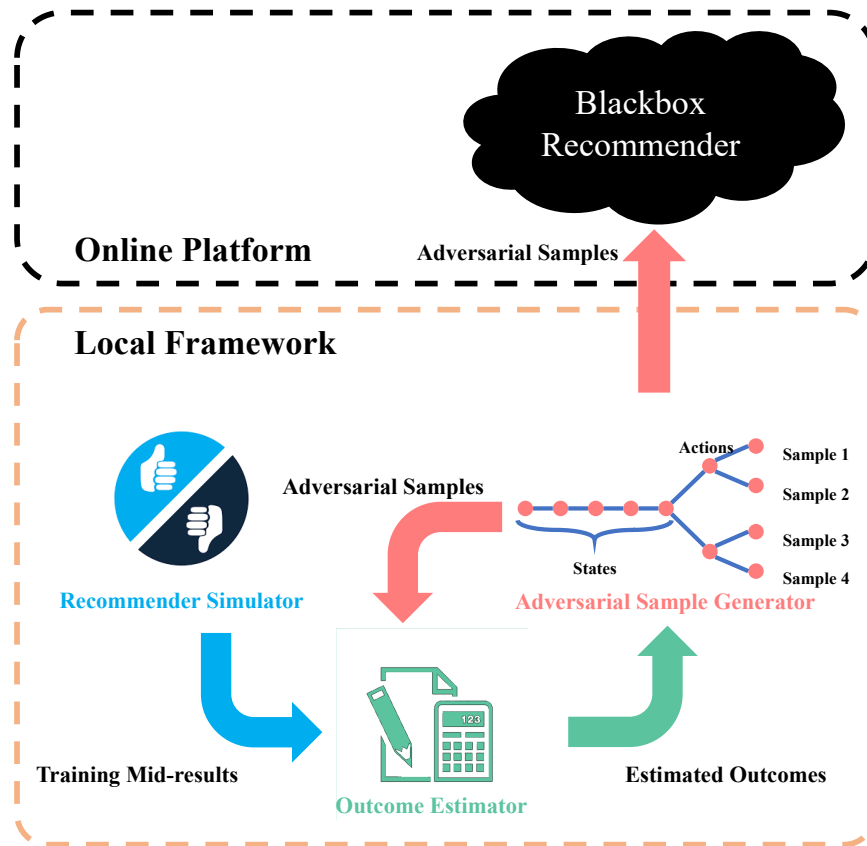 Blackbox
Recommender
Online Platform
Adversarial Samples
Local Framework
Actions
Sample 1
Sample 2
Sample 3
Sample 4
Adversarial Samples
States
Recommender Simulator
Adversarial Sample Generator
123
Training Mid-results
Estimated Outcomes
Outcome Estimator